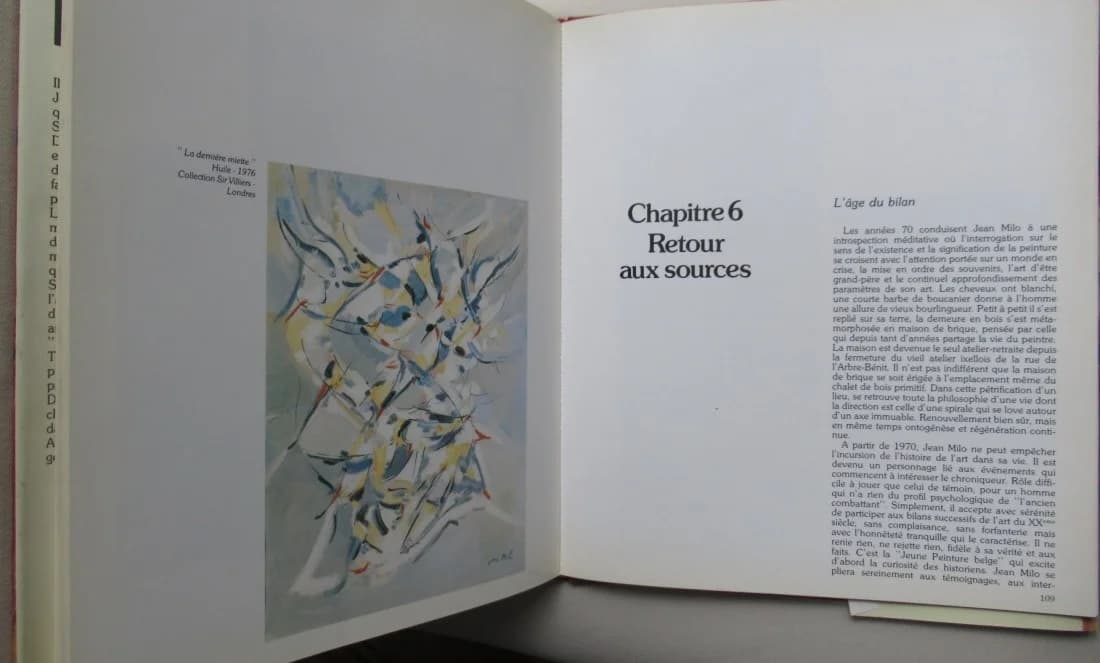 " La dernière miette "
Huile - 1976
Collection Sir Villiers -
Londres
Chapitre 6
Retour
aux sources
L'âge du bilan
Les années 70 conduisent Jean Milo à une
introspection méditative où l'interrogation sur le
sens de l'existence et la signification de la peinture
se croisent avec l'attention portée sur un monde en
crise, la mise en ordre des souvenirs, l'art d'être
grand-père et le continuel approfondissement des
paramètres de son art. Les cheveux ont blanchi,
une courte barbe de boucanier donne à l'homme
une allure de vieux bourlingueur. Petit à petit il s'est
replié sur sa terre, la demeure en bois s'est méta-
morphosée en maison de brique, pensée par celle
qui depuis tant d'années partage la vie du peintre.
La maison est devenue le seul atelier-retraite depuis
la fermeture du vieil atelier ixellois de la rue de
l'Arbre-Bénit. Il n'est pas indifférent que la maison
de brique se soit érigée à l'emplacement même du
chalet de bois primitif. Dans cette pétrification d'un
lieu, se retrouve toute la philosophie d'une vie dont
la direction est celle d'une spirale qui se love autour
d'un axe immuable. Renouvellement bien sûr, mais
en même temps ontogénèse et régénération conti-
nue.
A partir de 1970, Jean Milo ne peut empêcher
l'incursion de l'histoire de l'art dans sa vie. Il est
devenu un personnage lié aux événements qui
commencent à intéresser le chroniqueur. Rôle diffi-
cile à jouer que celui de témoin, pour un homme
qui n'a rien du profil psychologique de "l'ancien
combattant". Simplement, il accepte avec sérénité
de participer aux bilans successifs de l'art du XXème
siècle, sans complaisance, sans forfanterie mais
avec l'honnêteté tranquille qui le caractérise. Il ne
renie rien, ne rejette rien, fidèle à sa vérité et aux
faits. C'est la "Jeune Peinture belge" qui excite
d'abord la curiosité des historiens. Jean Milo se
pliera sereinement aux témoignages, aux inter-
109